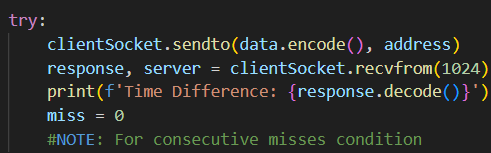 try:
clientSocket.sendto(data.encode(), address)
response, server = clientSocket.recvfrom(1024)
print(f'Time Difference: {response.decode()}')
miss = 0
#NOTE: For consecutive misses condition